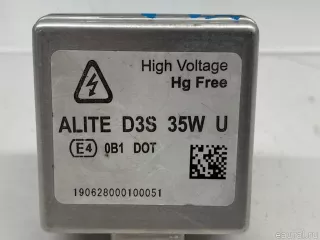 High Voltage
Hg Free
ALITE D3S 35W U
E4 0B1 DOT
190628000100051